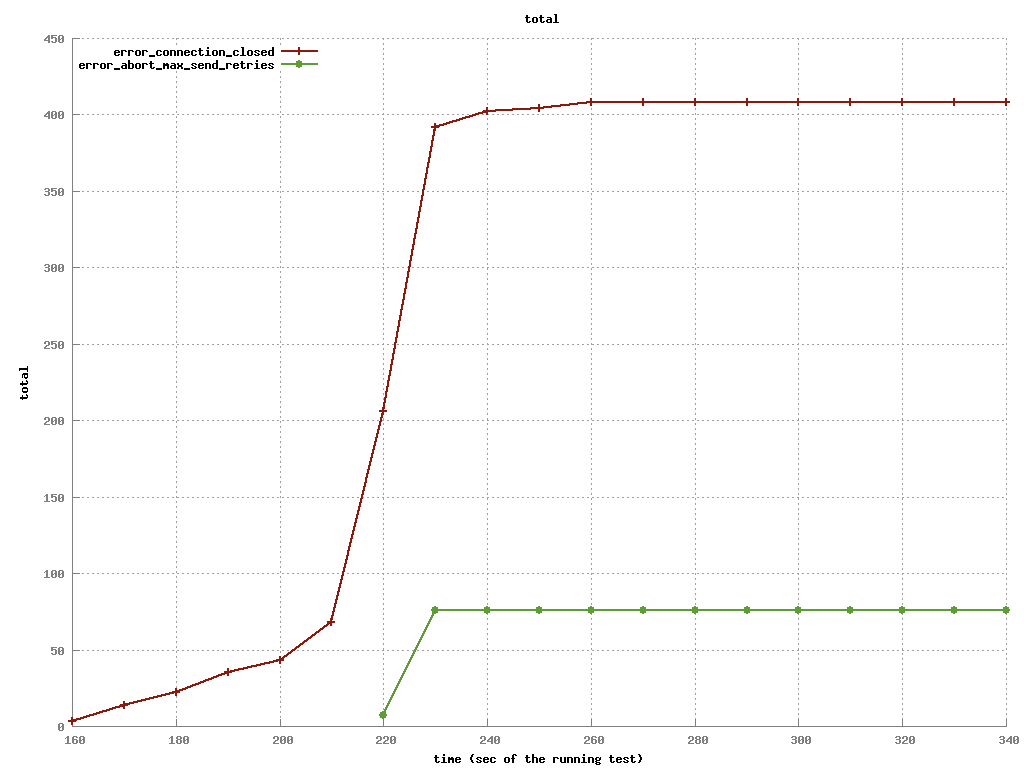 total
error_connection_closed
error_abort_max_send_retries
450
400
350
300
250
200
150
100
50
0
total
160 180 200 220 240 260 280 300 320 340
time (sec of the running test)